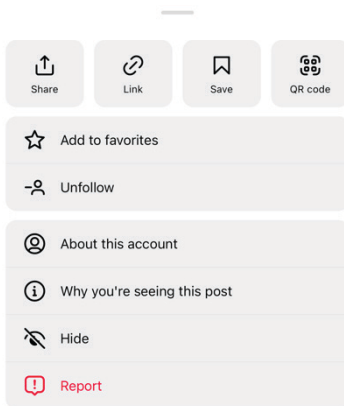 Share
Link
Save
QR code
Add to favorites
Unfollow
About this account
Why you're seeing this post
Hide
Report